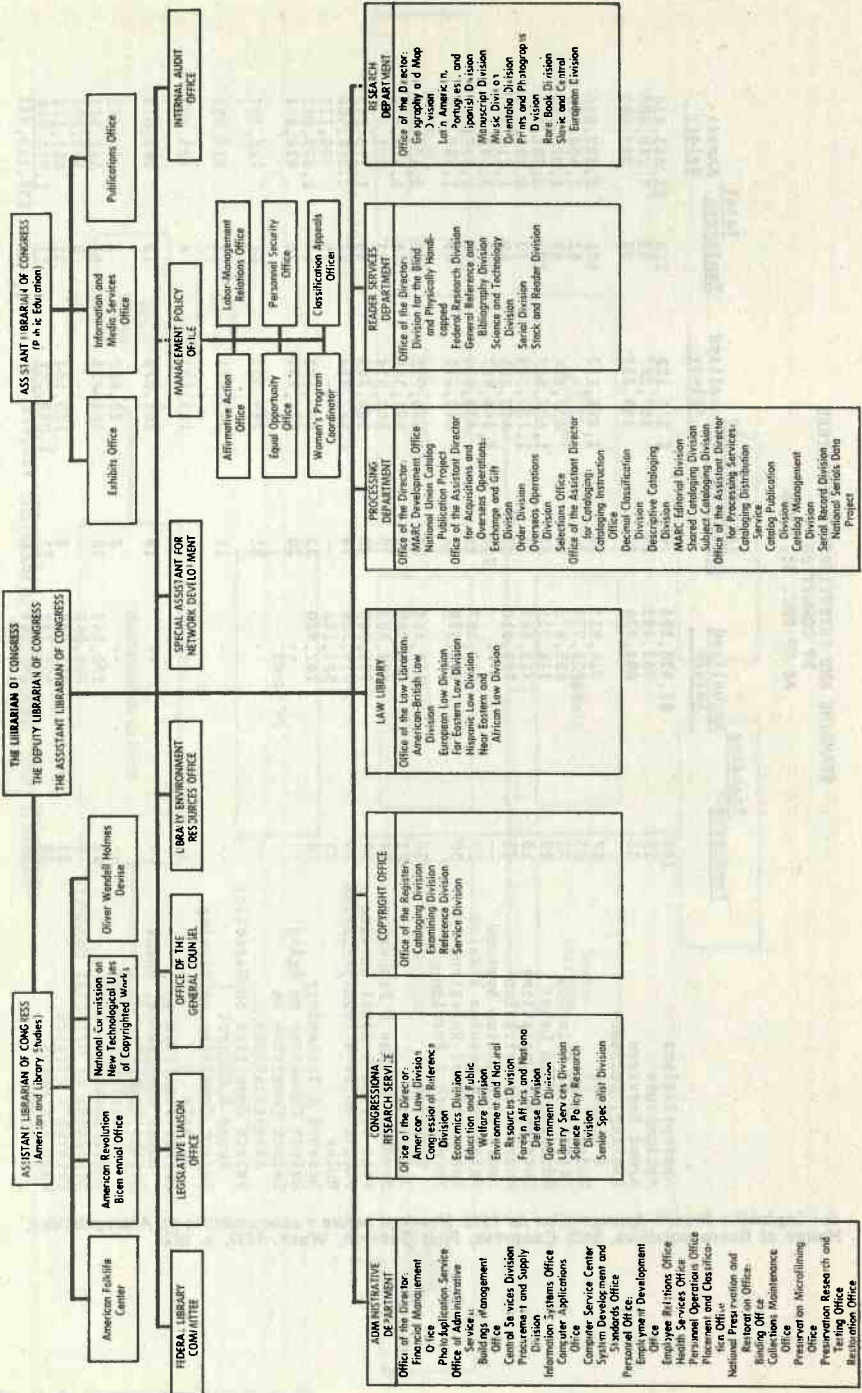 THE LIBRARIAN OF CONGRESS
THE DEPUTY LIBRARIAN OF CONGRESS
THE ASSISTANT LIBRARIAN OF CONGRESS
ASSISTANT LIBRARIAN OF CONGRESS
(American and Library Studies)
American Folklife
Center
American Revolution
Bicentennial Office
National Commission on
New Technological Uses
of Copyrighted Works
Oliver Wendell Holmes
Devise
ASSISTANT LIBRARIAN OF CONGRESS
(Public Education)
Exhibits Office
Information and
Media Services
Office
Publications Office
FEDERAL LIBRARY
COMMITTEE
LEGISLATIVE LIAISON
OFFICE
OFFICE OF THE
GENERAL COUNSEL
LIBRARY ENVIRONMENT
RESOURCES OFFICE
SPECIAL ASSISTANT FOR
NETWORK DEVELOPMENT
MANAGEMENT POLICY
OFFICE
INTERNAL AUDIT
OFFICE
Affirmative Action
Office
Labor-Management
Relations Office
Equal Opportunity
Office
Personnel Security
Office
Women's Program
Coordinator
Classification Appeals
Officer
ADMINISTRATIVE
DEPARTMENT
Office of the Director:
Financial Management
Office
Photoduplication Service
Office of Administrative
Services:
Buildings Management
Office
Central Services Division
Procurement and Supply
Division
Information Systems Office
Computer Applications
Office
Computer Service Center
System Development and
Standards Office
Personnel Office:
Employment Development
Office
Employee Relations Office
Health Services Office
Personnel Operations Office
Placement and Classifica-
tion Office
National Preservation and
Restoration Office:
Binding Office
Collections Maintenance
Office
Preservation Microfilming
Office
Preservation Research and
Testing Office
Restoration Office
CONGRESSIONAL
RESEARCH SERVICE
Office of the Director:
American Law Division
Congressional Reference
Division
Economics Division
Education and Public
Welfare Division
Environment and Natural
Resources Division
Foreign Affairs and National
Defense Division
Government Division
Library Services Division
Science Policy Research
Division
Senior Specialist Division
COPYRIGHT OFFICE
Office of the Register:
Cataloging Division
Examining Division
Reference Division
Service Division
LAW LIBRARY
Office of the Law Librarian:
American-British Law
Division
European Law Division
Far Eastern Law Division
Hispanic Law Division
Near Eastern and
African Law Division
PROCESSING
DEPARTMENT
Office of the Director:
MARC Development Office
National Union Catalog
Publication Project
Office of the Assistant Director
for Acquisitions and
Overseas Operations:
Exchange and Gift
Division
Order Division
Overseas Operations
Division
Selections Office
Office of the Assistant Director
for Cataloging:
Cataloging Instruction
Office
Decimal Classification
Division
Descriptive Cataloging
Division
MARC Editorial Division
Shared Cataloging Division
Subject Cataloging Division
Office of the Assistant Director
for Processing Services:
Cataloging Distribution
Service
Catalog Publication
Division
Catalog Management
Division
Serial Record Division
National Serials Data
Project
READER SERVICES
DEPARTMENT
Office of the Director:
Division for the Blind
and Physically Handi-
capped
Federal Research Division
General Reference and
Bibliography Division
Science and Technology
Division
Serial Division
Stack and Reader Division
RESEARCH
DEPARTMENT
Office of the Director:
Geography and Map
Division
Latin American,
Portuguese, and
Spanish Division
Manuscript Division
Music Division
Orientalia Division
Prints and Photographs
Division
Rare Book Division
Slavic and Central
European Division